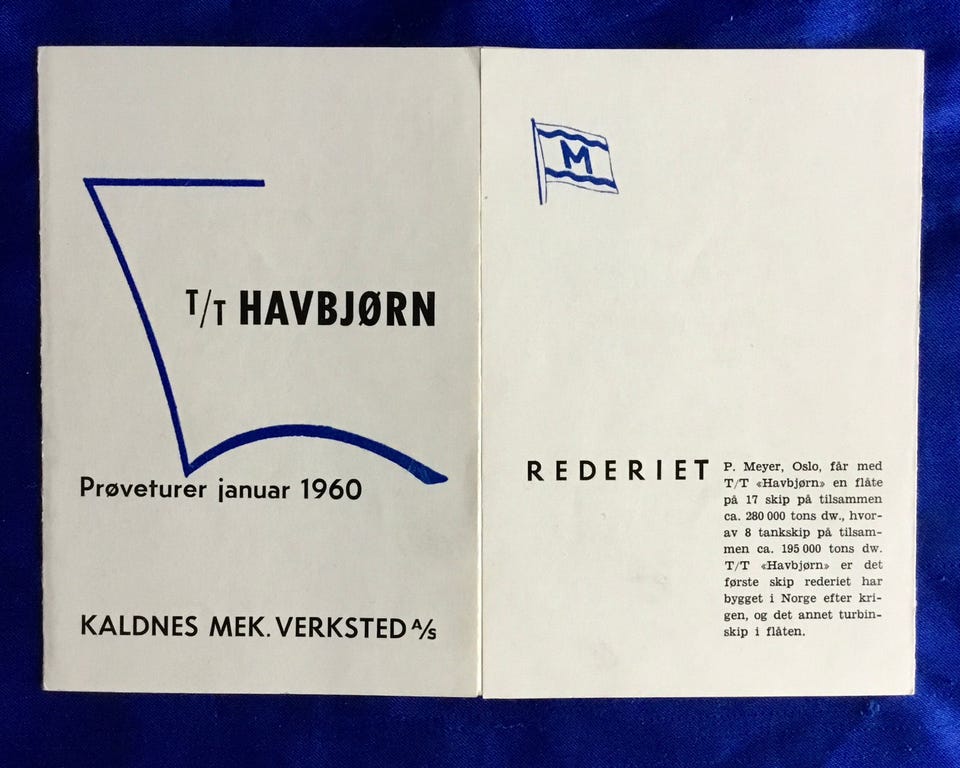 T/T HAVBJØRN
Prøveturer januar 1960
KALDNES MEK. VERKSTED A/S
M
REDERIET
P. Meyer, Oslo, får med
T/T «Havbjørn» en flåte
på 17 skip på tilsammen
ca. 280 000 tons dw., hvor-
av 8 tankskip på tilsam-
men ca. 195 000 tons dw.
T/T «Havbjørn» er det
første skip rederiet har
bygget i Norge efter kri-
gen, og det annet turbin-
skip i flåten.